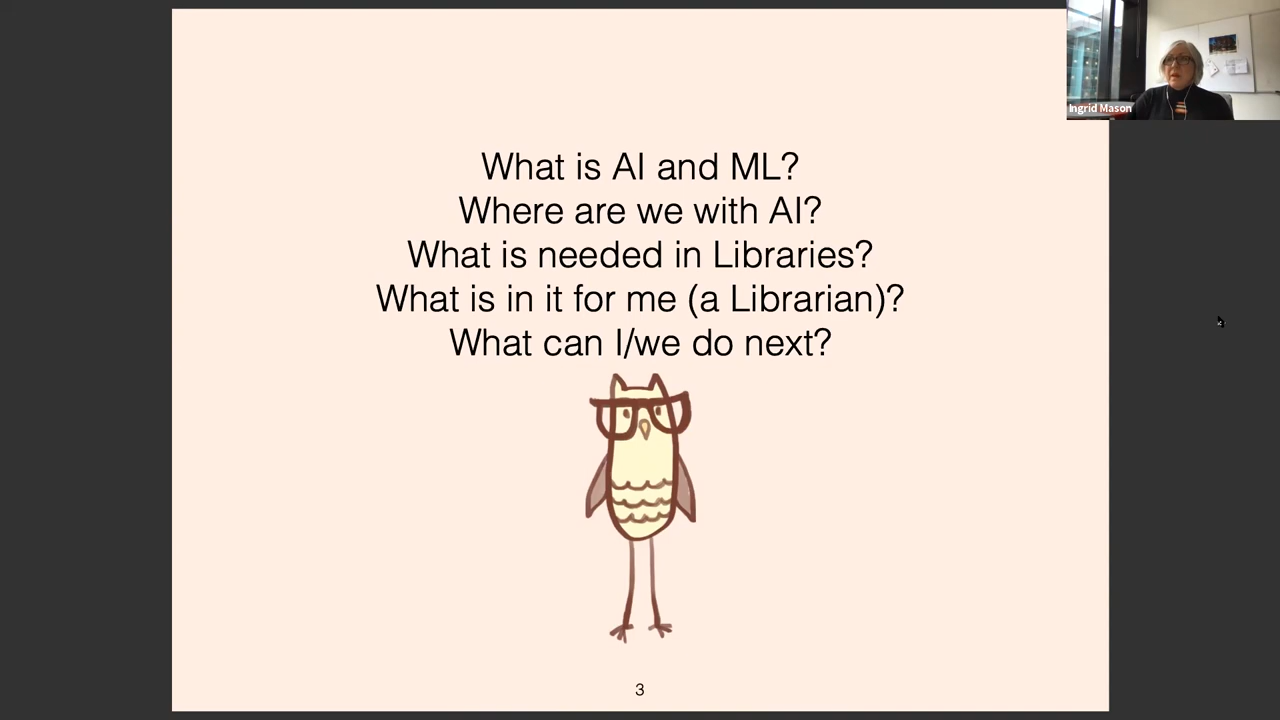 What is AI and ML?
Where are we with AI?
What is needed in Libraries?
What is in it for me (a Librarian)?
What can I/we do next?
3
Ingrid Mason